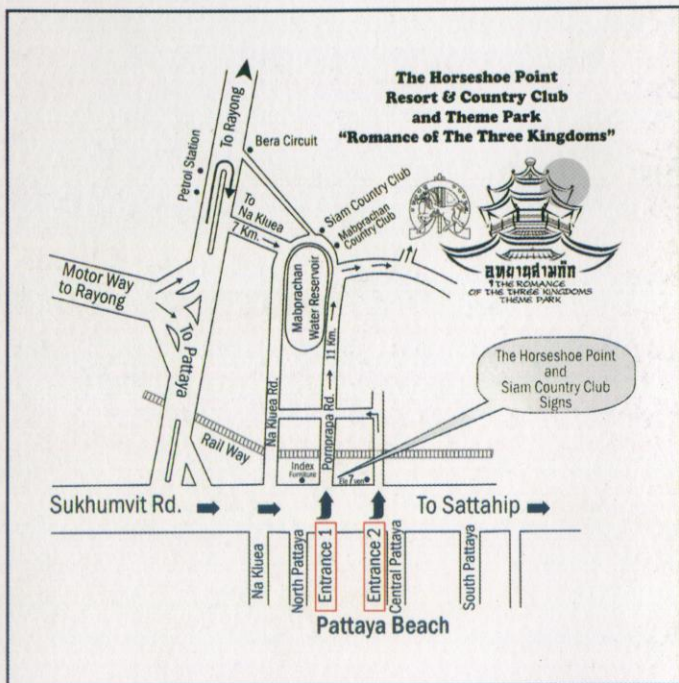 The Horseshoe Point
Resort & Country Club
and Theme Park
“Romance of The Three Kingdoms”
To Rayong
Bera Circuit
Petrol Station
To
Na Kluea
7 Km.
Siam Country Club
Mabprachan
Country Club
อุทยานสามก๊ก
THE ROMANCE
OF THE THREE KINGDOMS
THEME PARK
Motor Way
to Rayong
To Pattaya
Mabprachan
Water Reservoir
11 Km.
The Horseshoe Point
and
Siam Country Club
Signs
Na Kluea Rd.
Pornprapa Rd.
Rail Way
Index
Furniture
Sukhumvit Rd.
To Sattahip
Na Kluea
North Pattaya
Entrance 1
Entrance 2
Central Pattaya
South Pattaya
Pattaya Beach